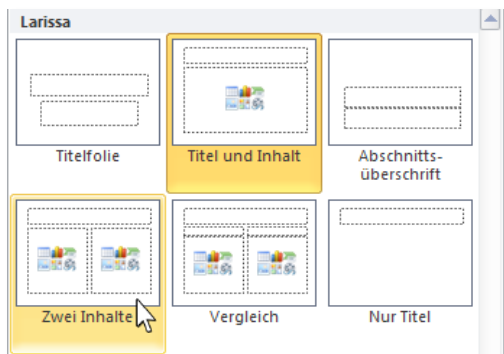 Larissa
Titelfolie
Titel und Inhalt
Abschnitts-
überschrift
Zwei Inhalte
Vergleich
Nur Titel